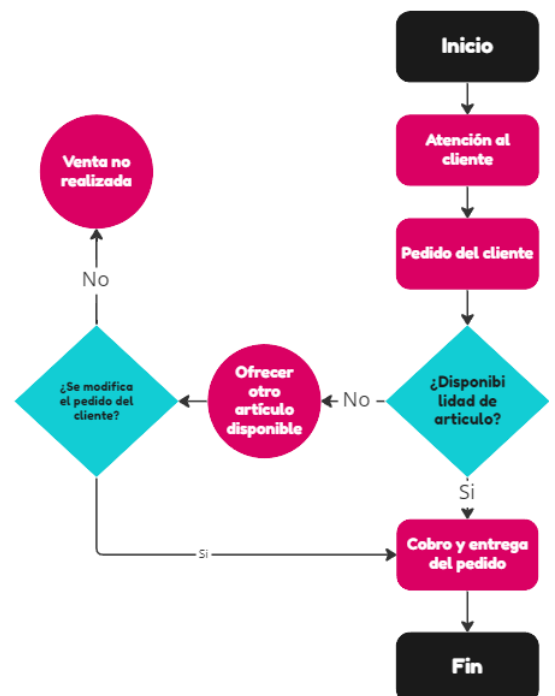 Inicio
Atención al
cliente
Venta no
realizada
Pedido del cliente
No
¿Se modifica
el pedido del
cliente?
Ofrecer
otro
artículo
disponible
No
¿Disponibi
lidad de
articulo?
Si
Si
Cobro y entrega
del pedido
Fin